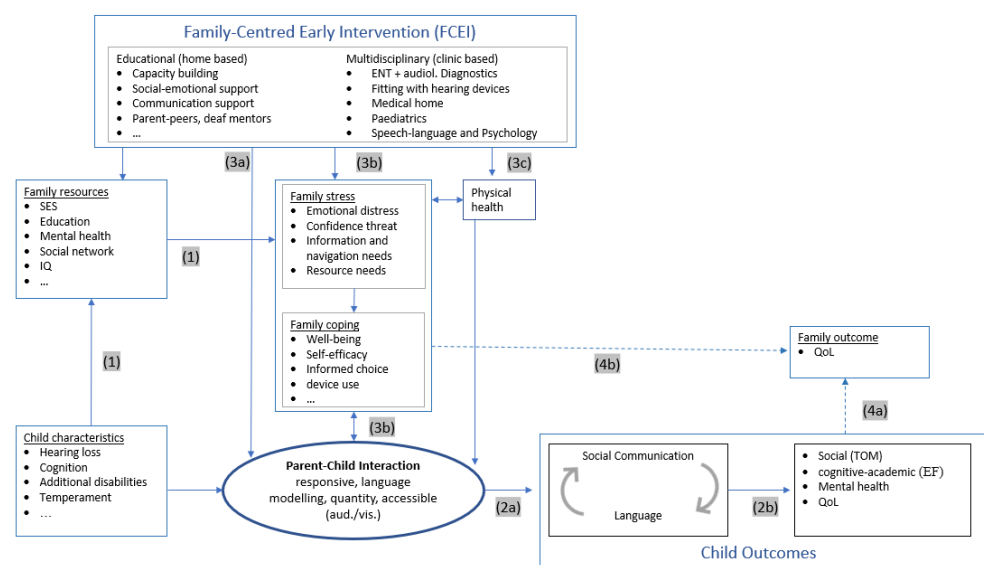 Family-Centred Early Intervention (FCEI)
Educational (home based)
• Capacity building
• Social-emotional support
• Communication support
• Parent-peers, deaf mentors
• ...
Multidisciplinary (clinic based)
• ENT + audiol. Diagnostics
• Fitting with hearing devices
• Medical home
• Paediatrics
• Speech-language and Psychology
(3a)
(3b)
(3c)
Family resources
• SES
• Education
• Mental health
• Social network
• IQ
• ...
(1)
Family stress
• Emotional distress
• Confidence threat
• Information and
navigation needs
• Resource needs
Physical
health
Family coping
• Well-being
• Self-efficacy
• Informed choice
• device use
• ...
(4b)
Family outcome
• QoL
(1)
(3b)
(4a)
Child characteristics
• Hearing loss
• Cognition
• Additional disabilities
• Temperament
• ...
Parent-Child Interaction
responsive, language
modelling, quantity, accessible
(aud./vis.)
(2a)
Social Communication
Language
(2b)
• Social (TOM)
• cognitive-academic (EF)
• Mental health
• QoL
Child Outcomes